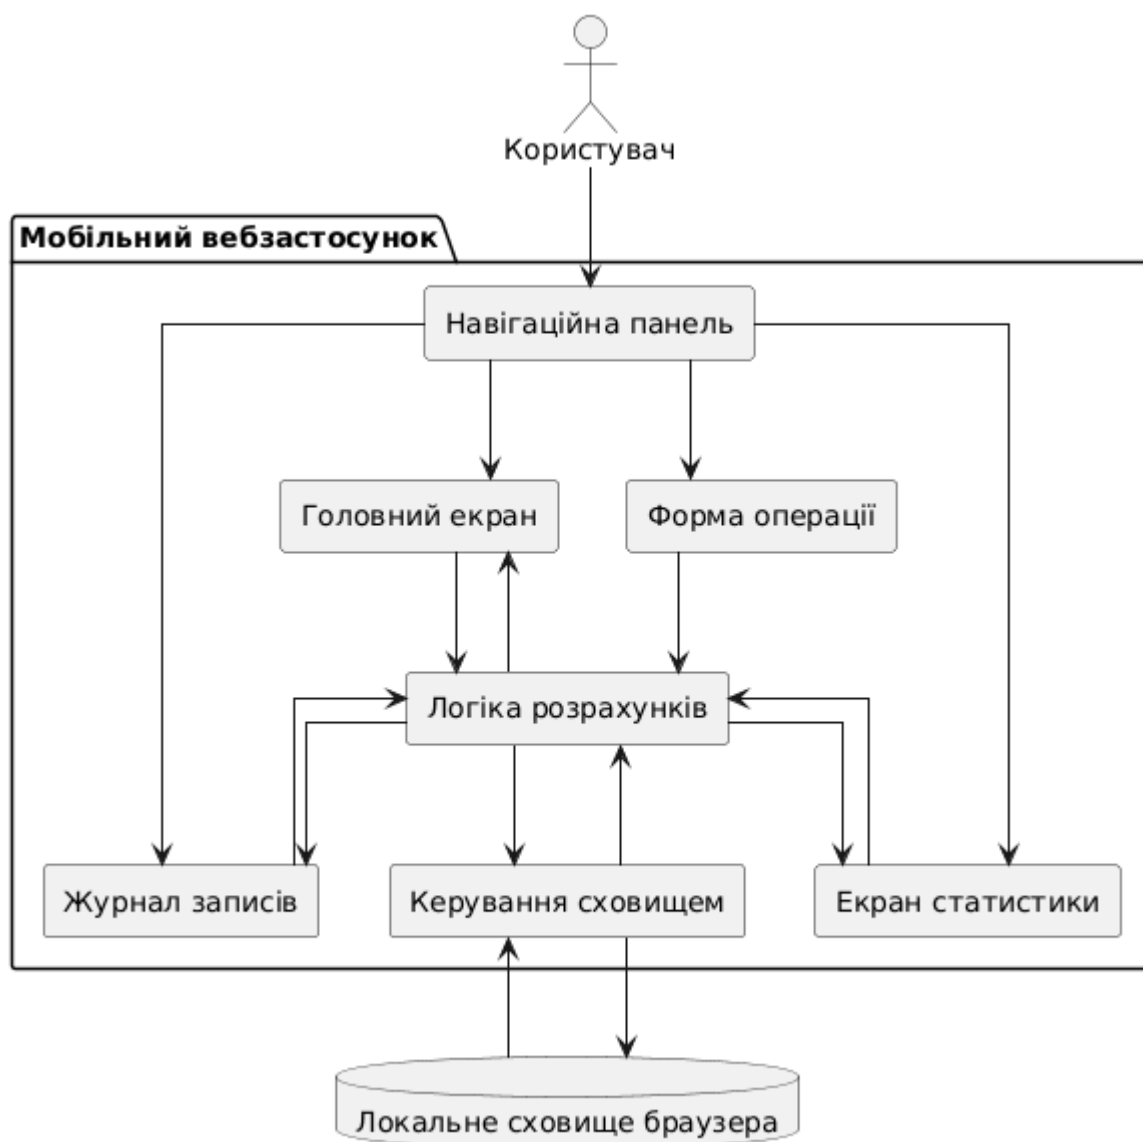 Користувач
Мобільний вебзастосунок
Навігаційна панель
Головний екран
Форма операції
Логіка розрахунків
Журнал записів
Керування сховищем
Екран статистики
Локальне сховище браузера